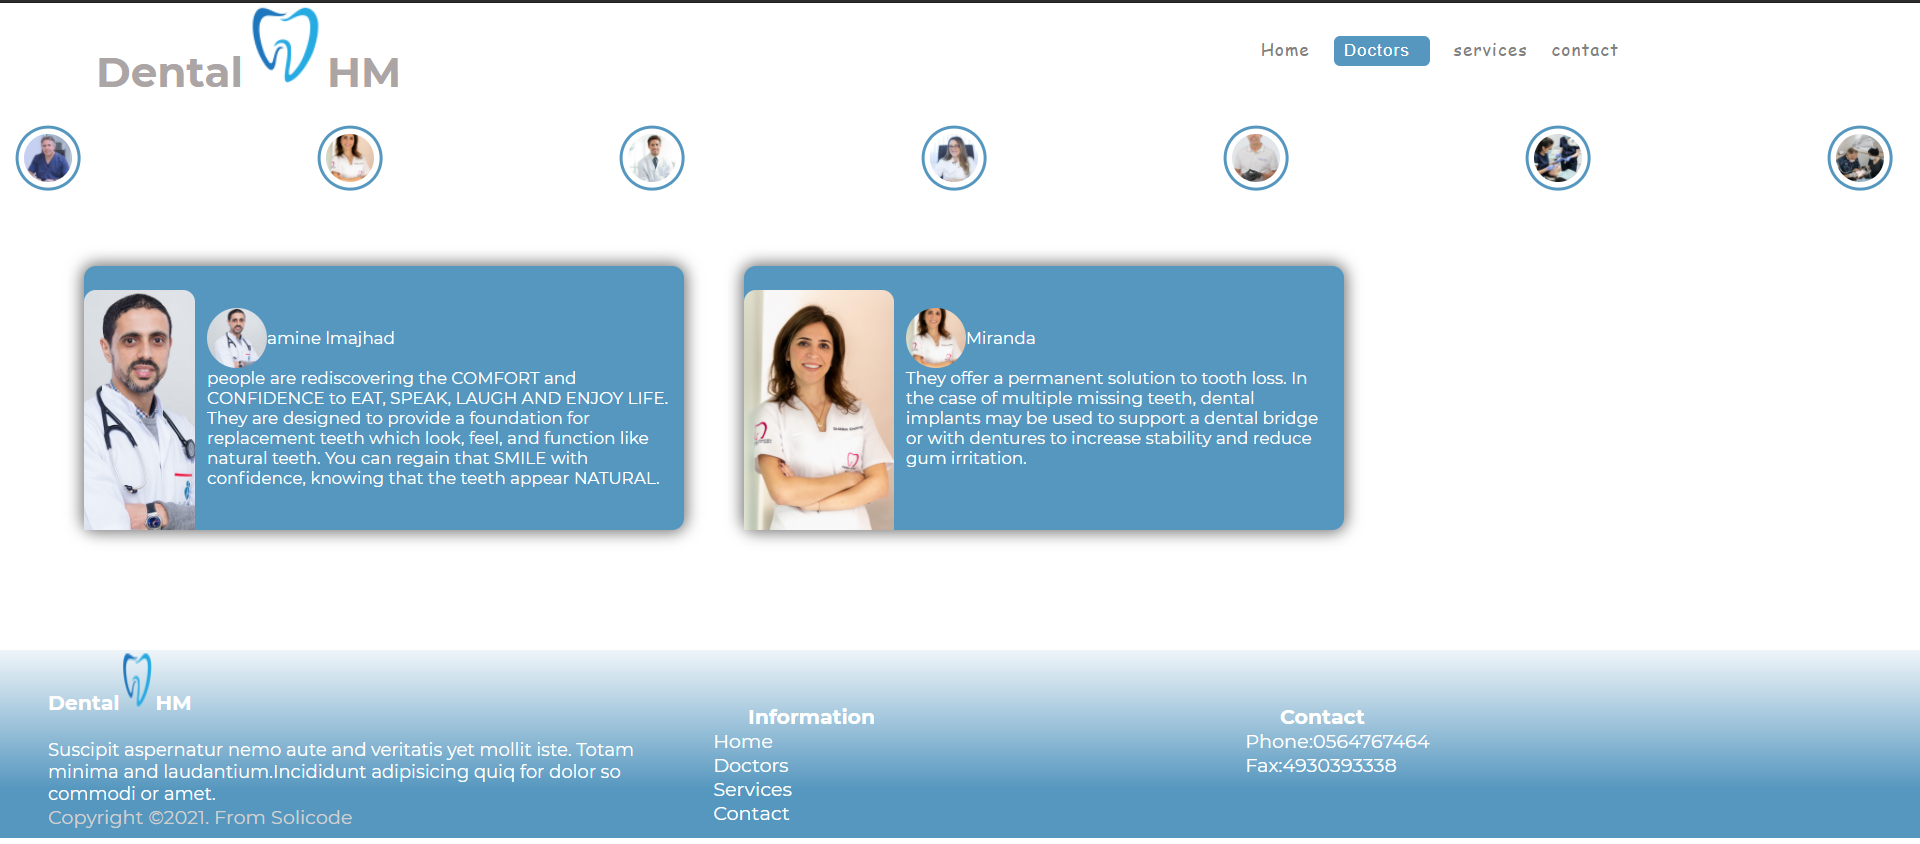 Dental HM
Home Doctors services contact
amine lmajhad
people are rediscovering the COMFORT and
CONFIDENCE to EAT, SPEAK, LAUGH AND ENJOY LIFE.
They are designed to provide a foundation for
replacement teeth which look, feel, and function like
natural teeth. You can regain that SMILE with
confidence, knowing that the teeth appear NATURAL.
Miranda
They offer a permanent solution to tooth loss. In
the case of multiple missing teeth, dental
implants may be used to support a dental bridge
or with dentures to increase stability and reduce
gum irritation.
Dental HM
Suscipit aspernatur nemo aute and veritatis yet mollit iste. Totam
minima and laudantium.Incididunt adipisicing quiq for dolor so
commodi or amet.
Copyright ©2021. From Solicode
Information
Home
Doctors
Services
Contact
Contact
Phone:0564767464
Fax:4930393338